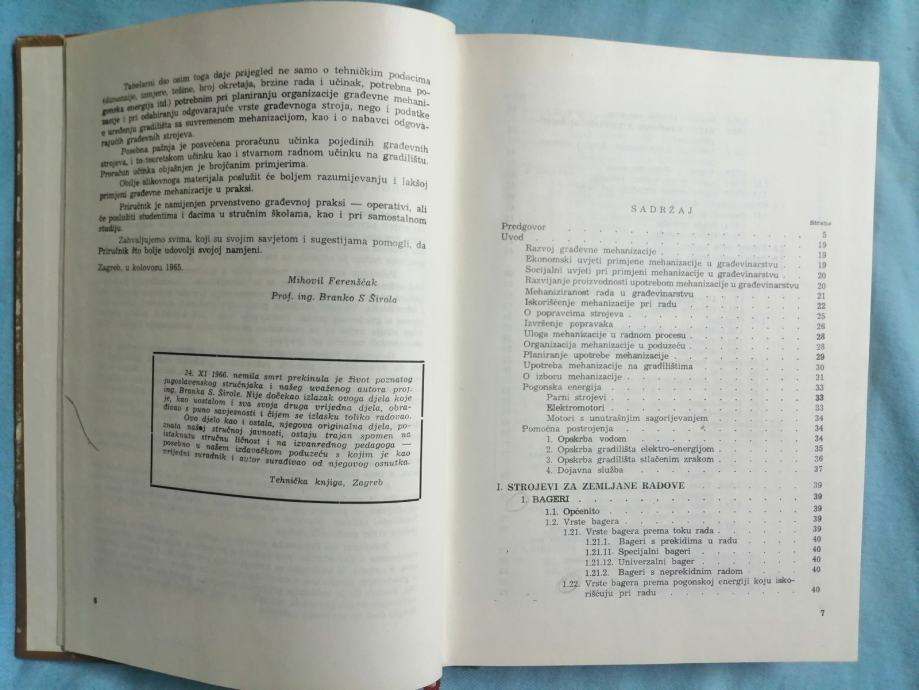 Tabelarni dio osim toga daje prijegled ne samo o tehničkim podacima
(dimenzije, izmjere, težine, broj okretaja, brzine rada i učinak, potrebna po-
gonska energija itd.) potrebnim pri planiranju organizacije građevne mehani-
zacije i pri odabiranju odgovarajuće vrste građevnog stroja, nego i podatke
o uređenju gradilišta sa suvremenom mehanizacijom, kao i o nabavci odgova-
rajućih građevnih strojeva.
Posebna pažnja je posvećena proračunu učinka pojedinih građevnih
strojeva, i to teoretskom učinku kao i stvarnom radnom učinku na gradilištu.
Proračun učinka objašnjen je brojčanim primjerima.
Obilje slikovnoga materijala poslužit će boljem razumijevanju i lakšoj
primjeni građevne mehanizacije u praksi.
Priručnik je namijenjen prvenstveno građevnoj praksi — operativi, ali
će poslužiti studentima i đacima u stručnim školama, kao i pri samostalnom
studiju.
Zahvaljujemo svima, koji su svojim savjetom i sugestijama pomogli, da
Priručnik što bolje udovolji svojoj namjeni.
Zagreb, u kolovozu 1965.
Mihovil Ferenščak
Prof. ing. Branko S Širola
24. XI 1966. nemila smrt prekinula je život poznatog
jugoslavenskog stručnjaka i našeg uvaženog autora prof.
ing. Branka S. Širole. Nije dočekao izlazak ovoga djela koje
je, kao uostalom i sva svoja druga vrijedna djela, obra-
đivao s puno savjesnosti i čijem se izlasku toliko radovao.
Ovo djelo kao i ostala, njegova originalna djela, po-
znata našoj stručnoj javnosti, ostaju trajan spomen na
istaknutu stručnu ličnost i na izvanrednog pedagoga —
posebno u našem izdavačkom poduzeću s kojim je kao
vrijedni suradnik i autor surađivao od njegovog osnutka.
Tehnička knjiga, Zagreb
6
SADRŽAJ
Strana
Predgovor . . . 5
Uvod . . . 19
Razvoj građevne mehanizacije . . . 19
Ekonomski uvjeti primjene mehanizacije u građevinarstvu . . . 19
Socijalni uvjeti pri primjeni mehanizacije u građevinarstvu . . . 20
Razvijanje proizvodnosti upotrebom mehanizacije u građevinarstvu 20
Mehaniziranost rada u građevinarstvu . . . 21
Iskorišćenje mehanizacije pri radu . . . 22
O popravcima strojeva . . . 25
Izvršenje popravaka . . . 26
Uloga mehanizacije u radnom procesu . . . 28
Organizacija mehanizacije u poduzeću . . . 28
Planiranje upotrebe mehanizacije . . . 29
Upotreba mehanizacije na gradilištima . . . 30
O izboru mehanizacije . . . 31
Pogonska energija . . . 33
Parni strojevi . . . 33
Elektromotori . . . 33
Motori s unutrašnjim sagorijevanjem . . . 34
Pomoćna postrojenja . . . 34
1. Opskrba vodom . . . 34
2. Opskrba gradilišta elektro-energijom . . . 35
3. Opskrba gradilišta stlačenim zrakom . . . 36
4. Dojavna služba . . . 37
I. STROJEVI ZA ZEMLJANE RADOVE . . . 39
1. BAGERI . . . 39
1.1. Općenito . . . 39
1.2. Vrste bagera . . . 39
1.21. Vrste bagera prema toku rada . . . 39
1.21.1. Bageri s prekidima u radu . . . 40
1.21.11. Specijalni bageri . . . 40
1.21.12. Univerzalni bager . . . 40
1.21.2. Bageri s neprekidnim radom . . . 40
1.22. Vrste bagera prema pogonskoj energiji koju isko-
rišćuju pri radu . . . 40
7